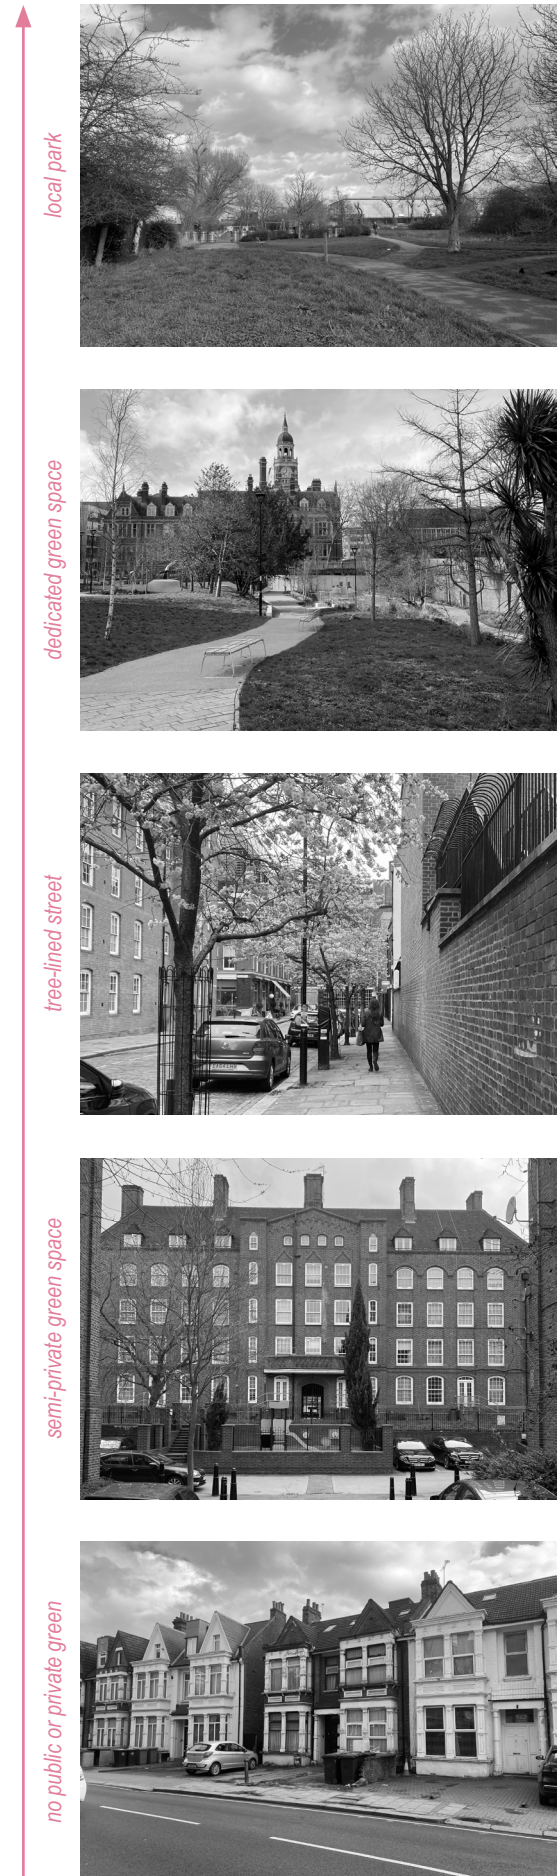 local park
dedicated green space
tree-lined street
semi-private green space
no public or private green